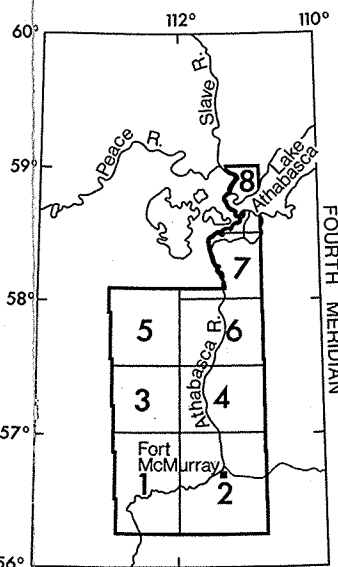 112°
110°
60°
Slave R.
Peace R.
59°
8
Lake
Athabasca
7
58°
FOURTH MERIDIAN
5
6
Athabasca R.
3
4
57°
Fort
McMurray
1
2
56°